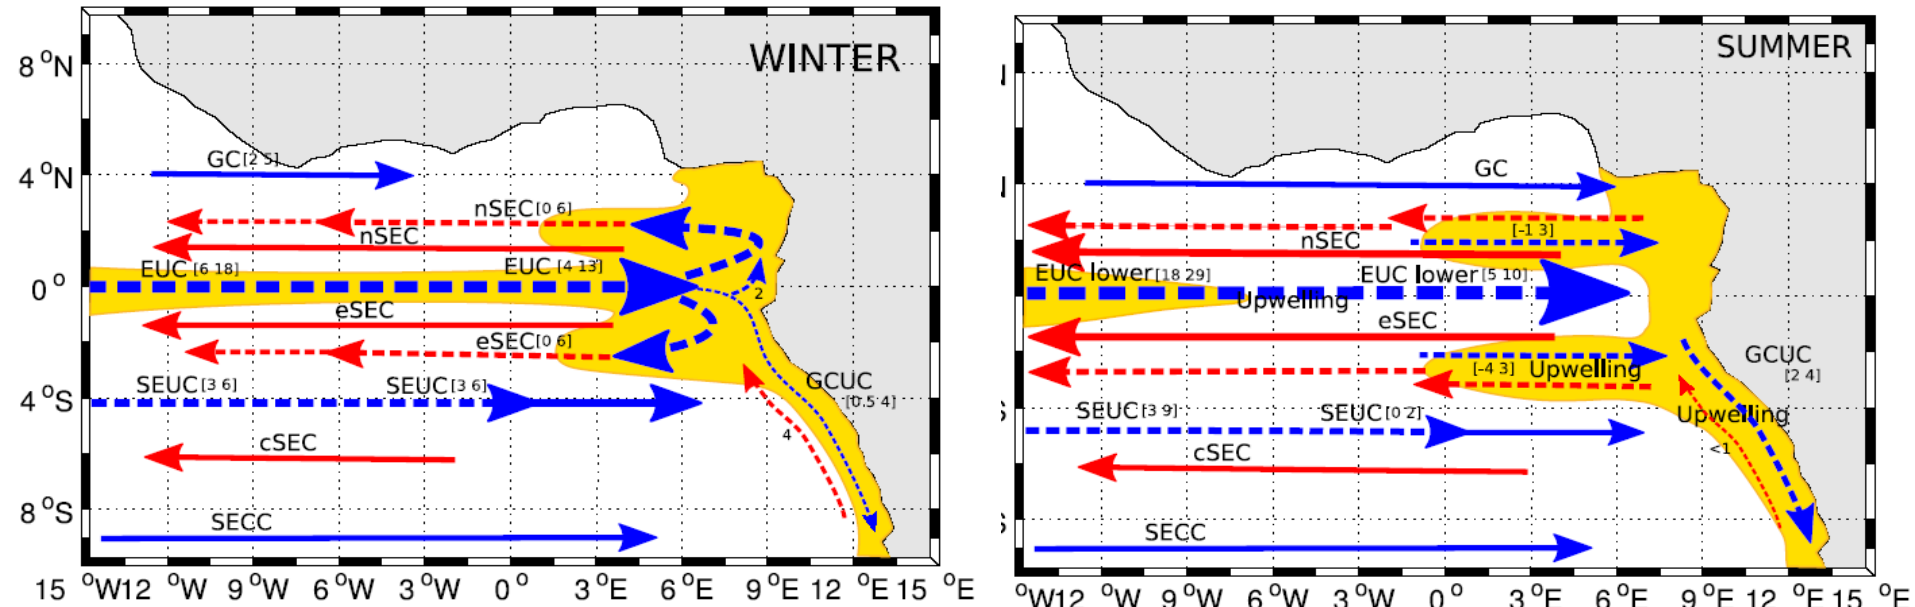 WINTER
8 °N
GC[2 5]
4 °N
nSEC[0 6]
nSEC
EUC [6 18]
EUC [4 13]
0 °
2
eSEC
eSEC[0 6]
SEUC[3 6]
SEUC[3 6]
GCUC
[0.5 4]
4 °S
4
cSEC
8 °S
SECC
15 °W12 °W 9 °W 6 °W 3 °W 0 ° 3 °E 6 °E 9 °E 12 °E 15 °E
SUMMER
GC
[-1 3]
nSEC
EUC lower[18 29]
EUC lower[5 10]
Upwelling
eSEC
GCUC
[2 4]
[-4 3] Upwelling
SEUC[3 9]
SEUC[0 2]
Upwelling
<1
cSEC
SECC
°W12 °W 9 °W 6 °W 3 °W 0 ° 3 °E 6 °E 9 °E 12 °E 15 °E